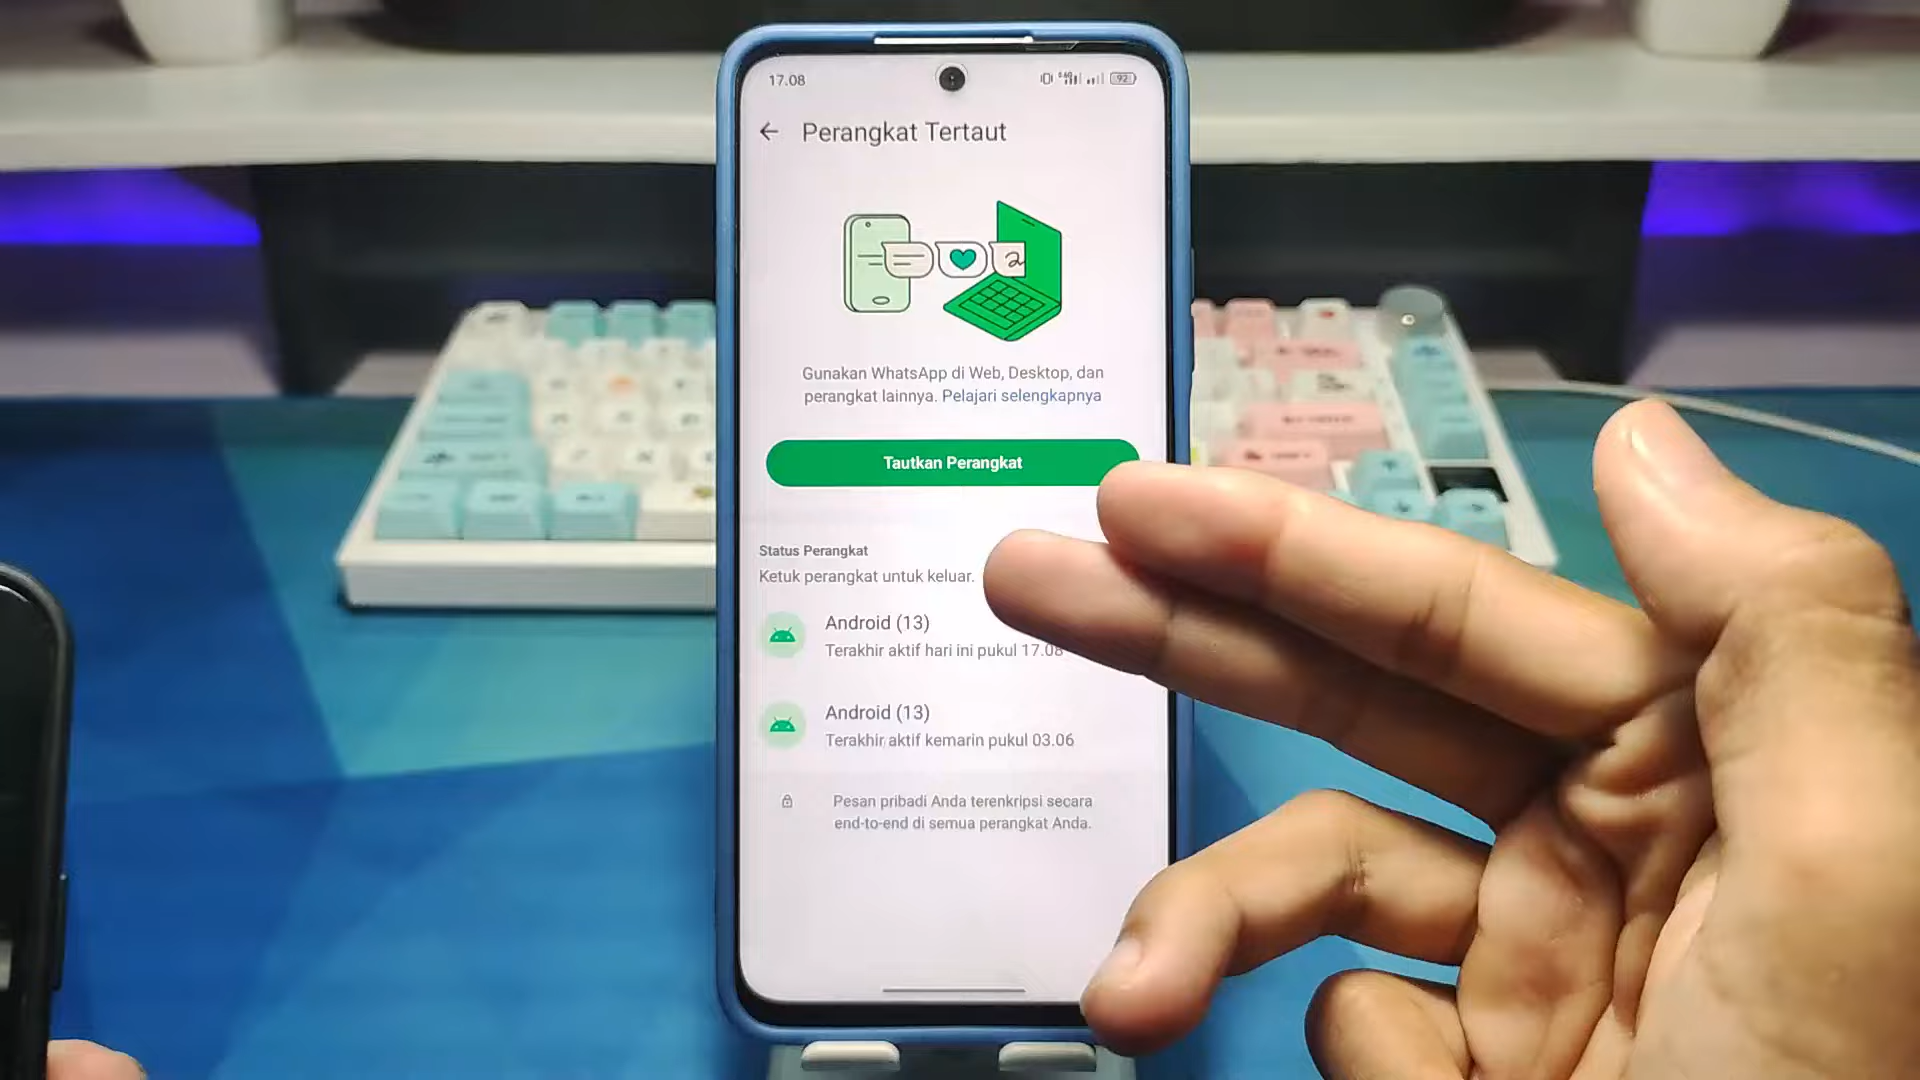 17.08
92
Perangkat Tertaut
Gunakan WhatsApp di Web, Desktop, dan
perangkat lainnya. Pelajari selengkapnya
Tautkan Perangkat
Status Perangkat
Ketuk perangkat untuk keluar.
Android (13)
Terakhir aktif hari ini pukul 17.08
Android (13)
Terakhir aktif kemarin pukul 03.06
Pesan pribadi Anda terenkripsi secara
end-to-end di semua perangkat Anda.